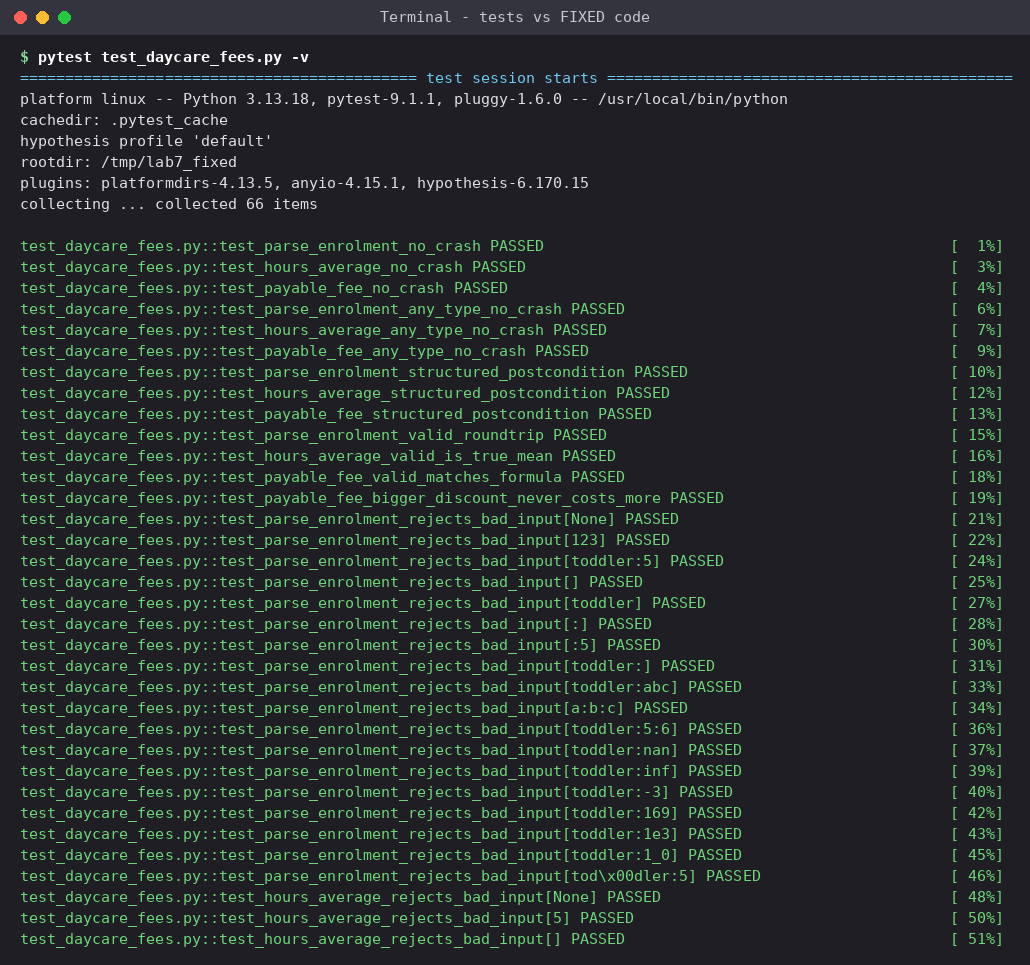 Terminal - tests vs FIXED code
$ pytest test_daycare_fees.py -v
============================================ test session starts =============================================
platform linux -- Python 3.13.18, pytest-9.1.1, pluggy-1.6.0 -- /usr/local/bin/python
cachedir: .pytest_cache
hypothesis profile 'default'
rootdir: /tmp/lab7_fixed
plugins: platformdirs-4.13.5, anyio-4.15.1, hypothesis-6.170.15
collecting ... collected 66 items
test_daycare_fees.py::test_parse_enrolment_no_crash PASSED [  1%]
test_daycare_fees.py::test_hours_average_no_crash PASSED [  3%]
test_daycare_fees.py::test_payable_fee_no_crash PASSED [  4%]
test_daycare_fees.py::test_parse_enrolment_any_type_no_crash PASSED [  6%]
test_daycare_fees.py::test_hours_average_any_type_no_crash PASSED [  7%]
test_daycare_fees.py::test_payable_fee_any_type_no_crash PASSED [  9%]
test_daycare_fees.py::test_parse_enrolment_structured_postcondition PASSED [ 10%]
test_daycare_fees.py::test_hours_average_structured_postcondition PASSED [ 12%]
test_daycare_fees.py::test_payable_fee_structured_postcondition PASSED [ 13%]
test_daycare_fees.py::test_parse_enrolment_valid_roundtrip PASSED [ 15%]
test_daycare_fees.py::test_hours_average_valid_is_true_mean PASSED [ 16%]
test_daycare_fees.py::test_payable_fee_valid_matches_formula PASSED [ 18%]
test_daycare_fees.py::test_payable_fee_bigger_discount_never_costs_more PASSED [ 19%]
test_daycare_fees.py::test_parse_enrolment_rejects_bad_input[None] PASSED [ 21%]
test_daycare_fees.py::test_parse_enrolment_rejects_bad_input[123] PASSED [ 22%]
test_daycare_fees.py::test_parse_enrolment_rejects_bad_input[toddler:5] PASSED [ 24%]
test_daycare_fees.py::test_parse_enrolment_rejects_bad_input[] PASSED [ 25%]
test_daycare_fees.py::test_parse_enrolment_rejects_bad_input[toddler] PASSED [ 27%]
test_daycare_fees.py::test_parse_enrolment_rejects_bad_input[:] PASSED [ 28%]
test_daycare_fees.py::test_parse_enrolment_rejects_bad_input[:5] PASSED [ 30%]
test_daycare_fees.py::test_parse_enrolment_rejects_bad_input[toddler:] PASSED [ 31%]
test_daycare_fees.py::test_parse_enrolment_rejects_bad_input[toddler:abc] PASSED [ 33%]
test_daycare_fees.py::test_parse_enrolment_rejects_bad_input[a:b:c] PASSED [ 34%]
test_daycare_fees.py::test_parse_enrolment_rejects_bad_input[toddler:5:6] PASSED [ 36%]
test_daycare_fees.py::test_parse_enrolment_rejects_bad_input[toddler:nan] PASSED [ 37%]
test_daycare_fees.py::test_parse_enrolment_rejects_bad_input[toddler:inf] PASSED [ 39%]
test_daycare_fees.py::test_parse_enrolment_rejects_bad_input[toddler:-3] PASSED [ 40%]
test_daycare_fees.py::test_parse_enrolment_rejects_bad_input[toddler:169] PASSED [ 42%]
test_daycare_fees.py::test_parse_enrolment_rejects_bad_input[toddler:1e3] PASSED [ 43%]
test_daycare_fees.py::test_parse_enrolment_rejects_bad_input[toddler:1_0] PASSED [ 45%]
test_daycare_fees.py::test_parse_enrolment_rejects_bad_input[tod\x00dler:5] PASSED [ 46%]
test_daycare_fees.py::test_hours_average_rejects_bad_input[None] PASSED [ 48%]
test_daycare_fees.py::test_hours_average_rejects_bad_input[5] PASSED [ 50%]
test_daycare_fees.py::test_hours_average_rejects_bad_input[] PASSED [ 51%]